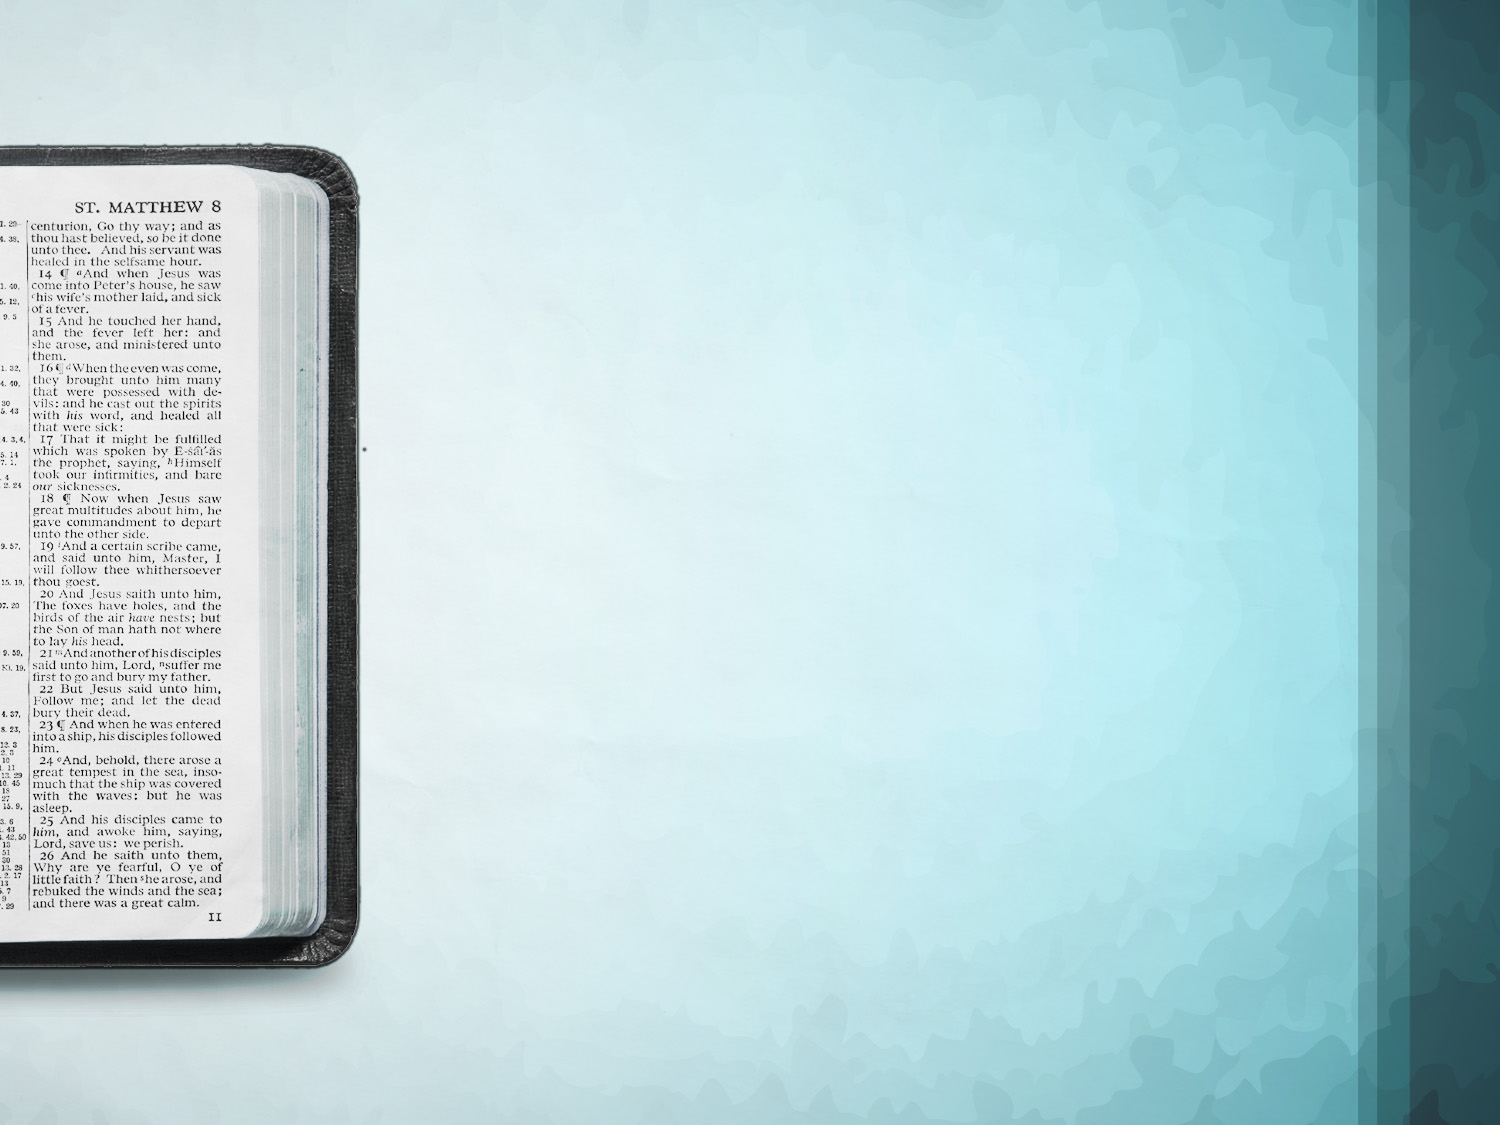 ST. MATTHEW 8
centurion, Go thy way; and as
thou hast believed, so be it done
unto thee. And his servant was
healed in the selfsame hour.
14 ¶ ᵃAnd when Jesus was
come into Peter's house, he saw
ᶜhis wife's mother laid, and sick
of a fever.
15 And he touched her hand,
and the fever left her: and
she arose, and ministered unto
them.
16 ¶ ᵈWhen the even was come,
they brought unto him many
that were possessed with de-
vils: and he cast out the spirits
with his word, and healed all
that were sick:
17 That it might be fulfilled
which was spoken by E-sâi'-ăs
the prophet, saying, ʰHimself
took our infirmities, and bare
our sicknesses.
18 ¶ Now when Jesus saw
great multitudes about him, he
gave commandment to depart
unto the other side.
19 ⁱAnd a certain scribe came,
and said unto him, Master, I
will follow thee whithersoever
thou goest.
20 And Jesus saith unto him,
The foxes have holes, and the
birds of the air have nests; but
the Son of man hath not where
to lay his head.
21 ᵐAnd another of his disciples
said unto him, Lord, ⁿsuffer me
first to go and bury my father.
22 But Jesus said unto him,
Follow me; and let the dead
bury their dead.
23 ¶ And when he was entered
into a ship, his disciples followed
him.
24 ᵒAnd, behold, there arose a
great tempest in the sea, inso-
much that the ship was covered
with the waves: but he was
asleep.
25 And his disciples came to
him, and awoke him, saying,
Lord, save us: we perish.
26 And he saith unto them,
Why are ye fearful, O ye of
little faith? Then ˢhe arose, and
rebuked the winds and the sea;
and there was a great calm.
11